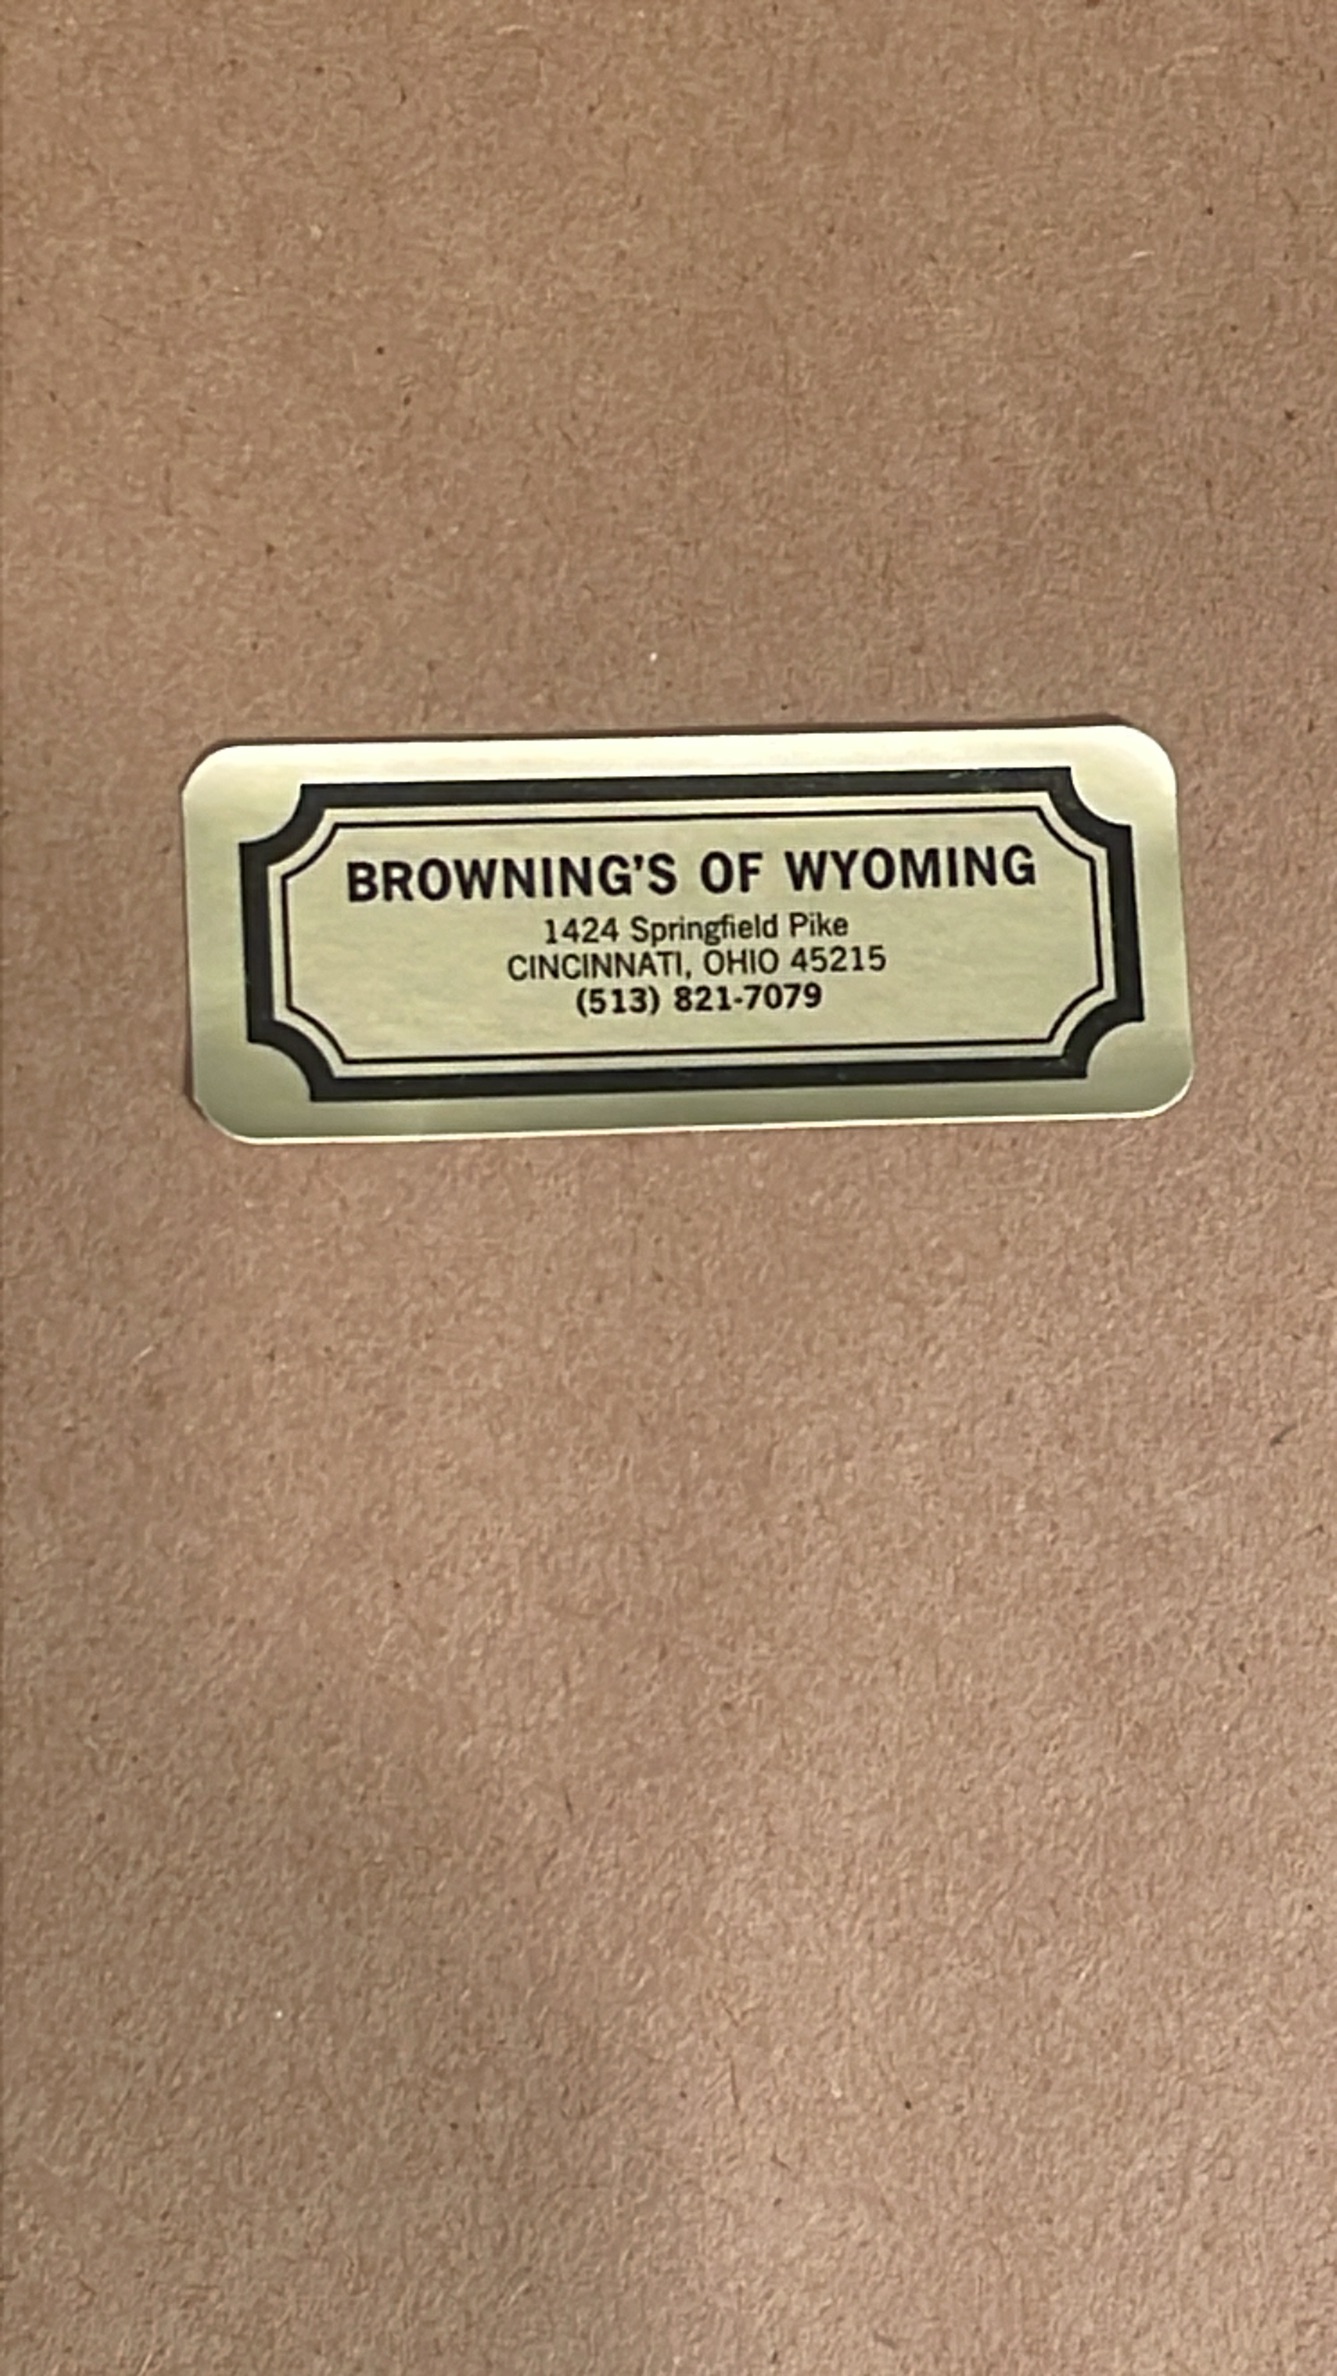 BROWNING'S OF WYOMING
1424 Springfield Pike
CINCINNATI, OHIO 45215
(513) 821-7079